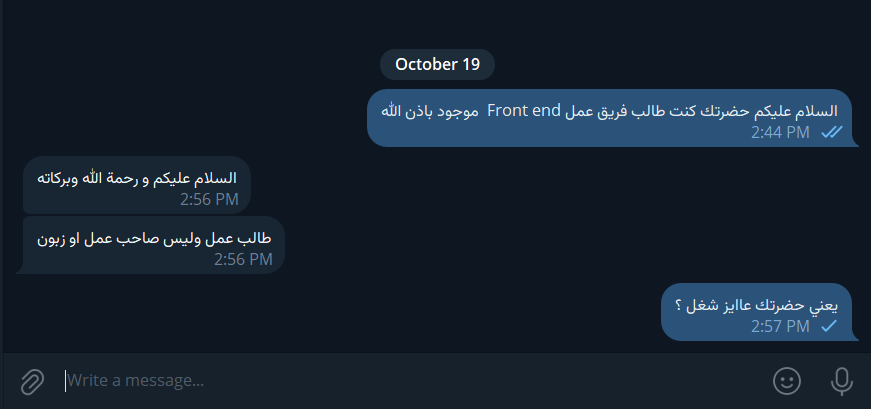 October 19
السلام عليكم حضرتك كنت طالب فريق عمل Front end موجود باذن الله
2:44 PM
السلام عليكم و رحمة الله وبركاته
2:56 PM
طالب عمل وليس صاحب عمل او زبون
2:56 PM
يعني حضرتك عاايز شغل ؟
2:57 PM
Write a message...